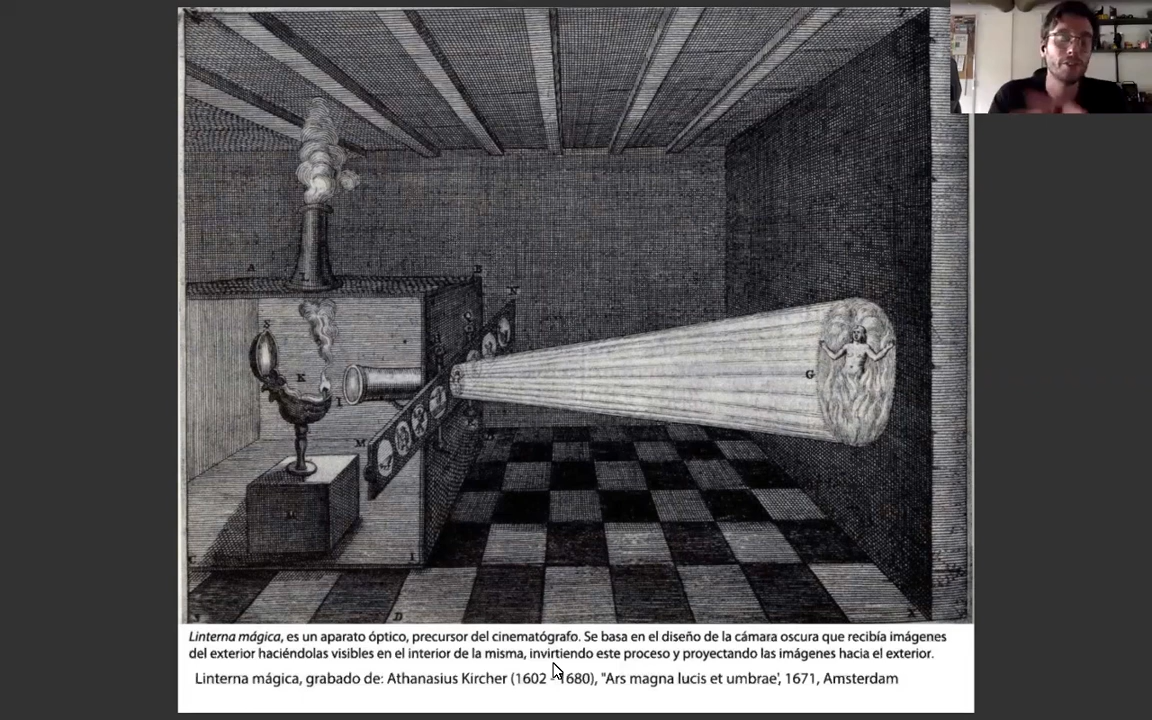 A
B
L
N
S
K
I
G
M
I
D
Linterna mágica, es un aparato óptico, precursor del cinematógrafo. Se basa en el diseño de la cámara oscura que recibía imágenes
del exterior haciéndolas visibles en el interior de la misma, invirtiendo este proceso y proyectando las imágenes hacia el exterior.
Linterna mágica, grabado de: Athanasius Kircher (1602 - 1680), "Ars magna lucis et umbrae', 1671, Amsterdam